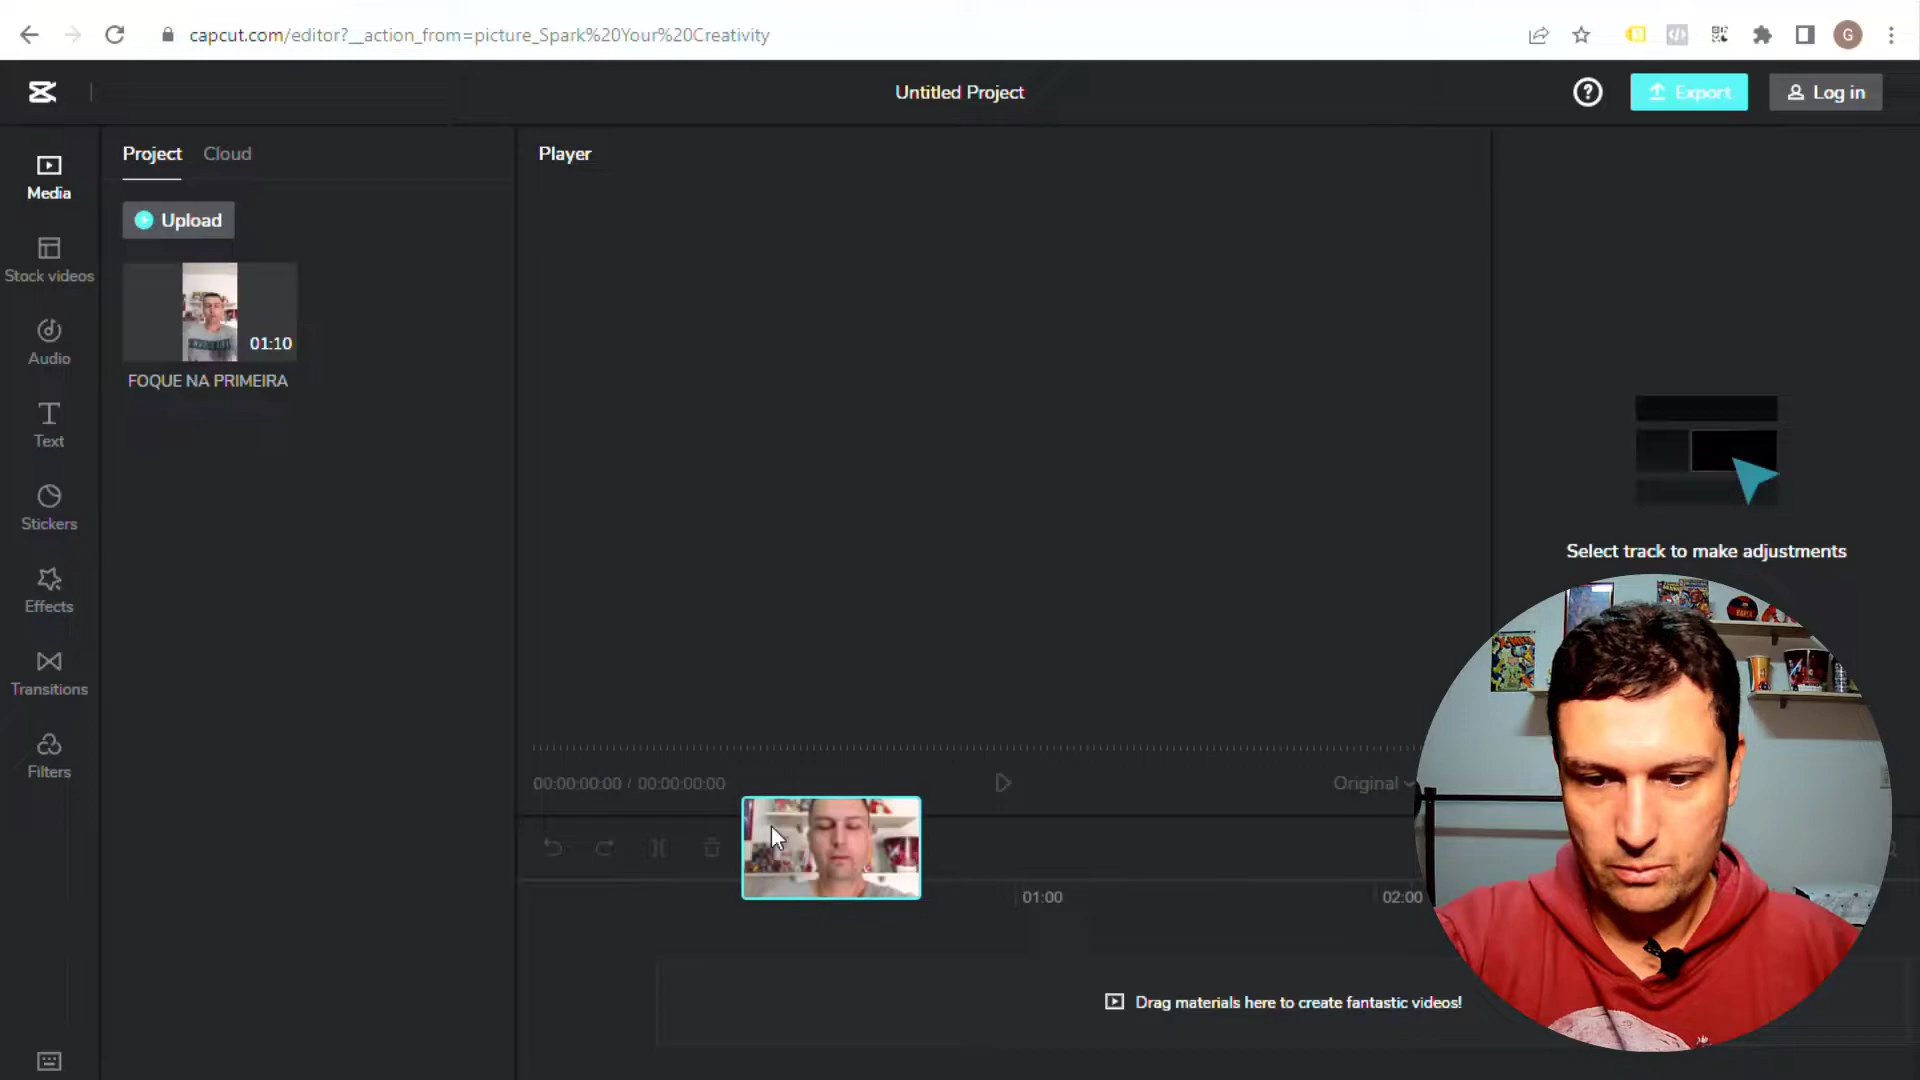 capcut.com/editor?__action_from=picture_Spark%20Your%20Creativity
G
Untitled Project
Export
Log in
Media
Stock videos
Audio
Text
Stickers
Effects
Transitions
Filters
Project
Cloud
Upload
01:10
FOQUE NA PRIMEIRA
Player
Select track to make adjustments
00:00:00:00 / 00:00:00:00
Original
01:00
02:00
Drag materials here to create fantastic videos!
X-MEN